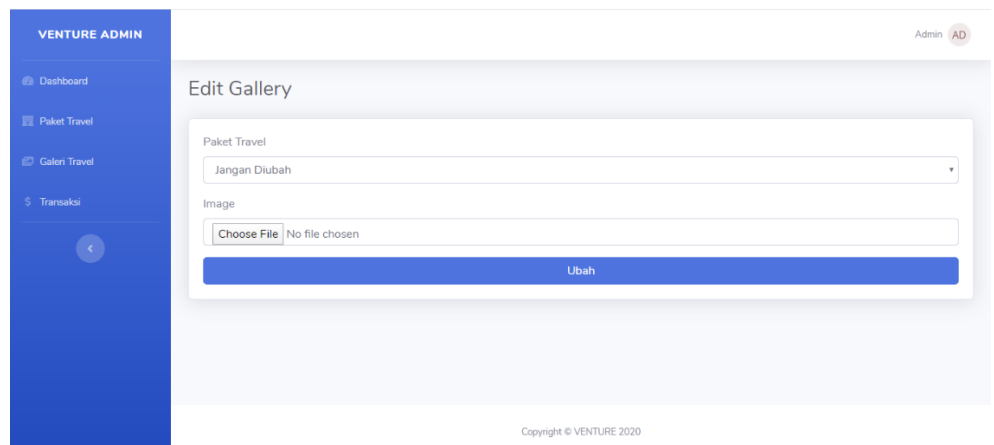 VENTURE ADMIN
Admin AD
Dashboard
Paket Travel
Galeri Travel
$ Transaksi
Edit Gallery
Paket Travel
Jangan Diubah
Image
Choose File No file chosen
Ubah
Copyright © VENTURE 2020